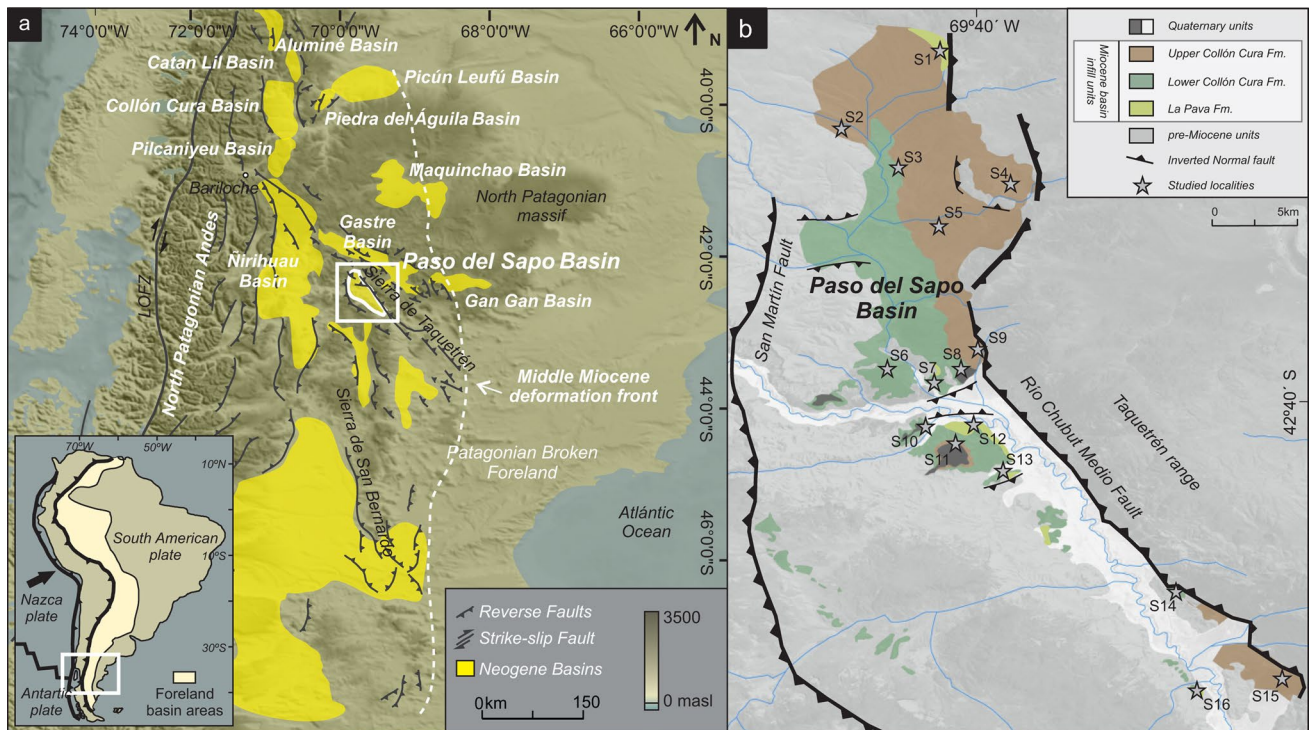 a
74°0'0"W
72°0'0"W
70°0'0"W
68°0'0"W
66°0'0"W
N
Aluminé Basin
Catan Lil Basin
Picún Leufú Basin
40°0'0"S
Collón Cura Basin
Piedra del Águila Basin
Pilcaniyeu Basin
Maquinchao Basin
Bariloche
North Patagonian
massif
Gastre
Basin
42°0'0"S
Paso del Sapo Basin
Ñirihuau
Basin
Gan Gan Basin
LOFZ
North Patagonian Andes
Sierra de Taquetren
Middle Miocene
deformation front
44°0'0"S
Sierra de San Bernardo
Patagonian Broken
Foreland
Atlántic
Ocean
46°0'0"S
70°W
50°W
10°N
South American
plate
10°S
Nazca
plate
30°S
Antartic
plate
Foreland
basin areas
Reverse Faults
Strike-slip Fault
Neogene Basins
3500
0 masl
0km
150
b
69°40´ W
Quaternary units
Miocene basin
infill units
Upper Collón Cura Fm.
Lower Collón Cura Fm.
La Pava Fm.
pre-Miocene units
Inverted Normal fault
Studied localities
0
5km
S1
S2
S3
S4
S5
San Martín Fault
Paso del Sapo
Basin
S9
S6
S7
S8
Río Chubut Medio Fault
Taquetrén range
42°40´ S
S10
S12
S11
S13
S14
S15
S16